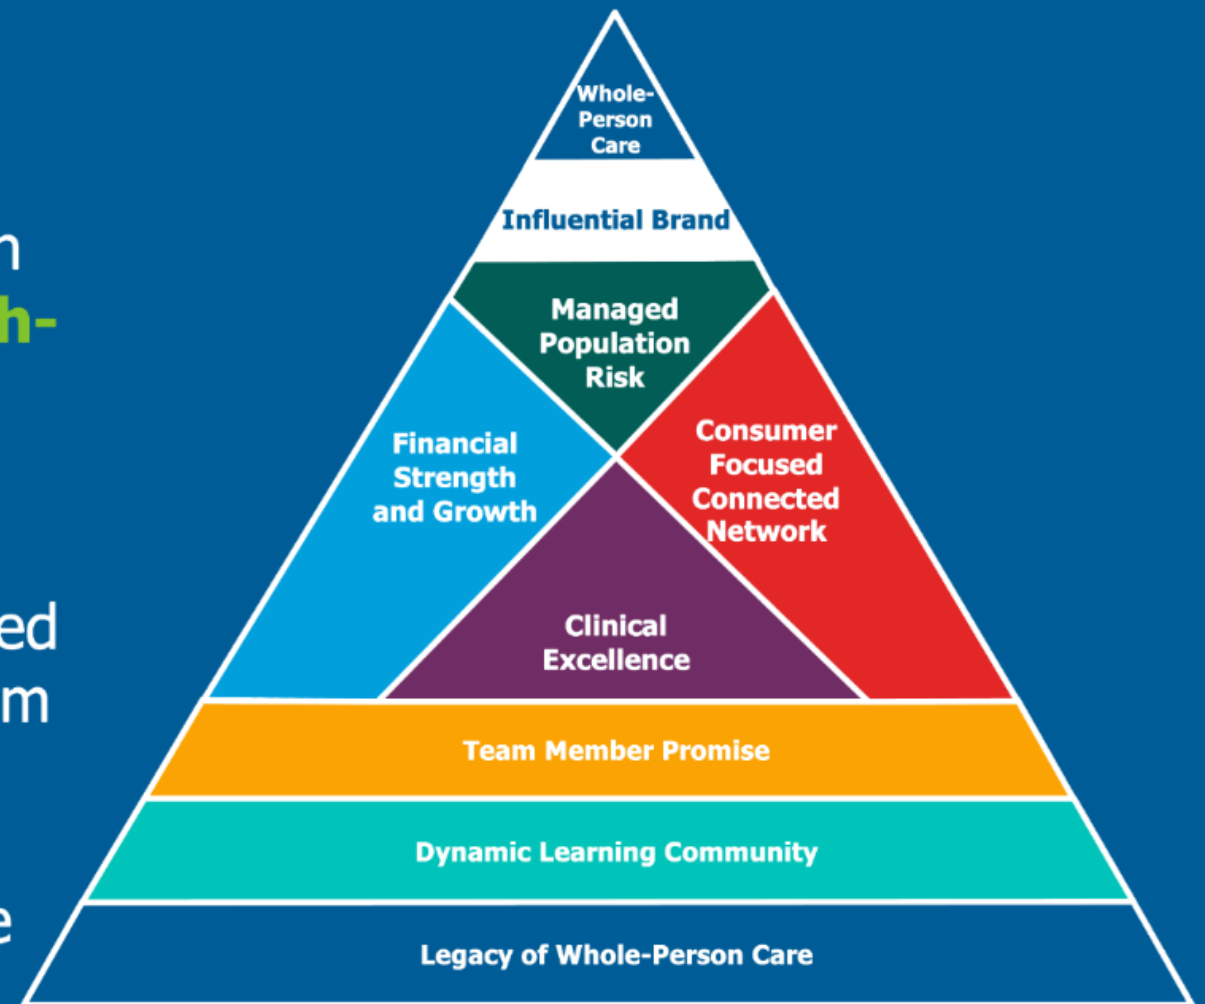 n
h-
ed
m
e
Whole-
Person
Care
Influential Brand
Managed
Population
Risk
Financial
Strength
and Growth
Consumer
Focused
Connected
Network
Clinical
Excellence
Team Member Promise
Dynamic Learning Community
Legacy of Whole-Person Care